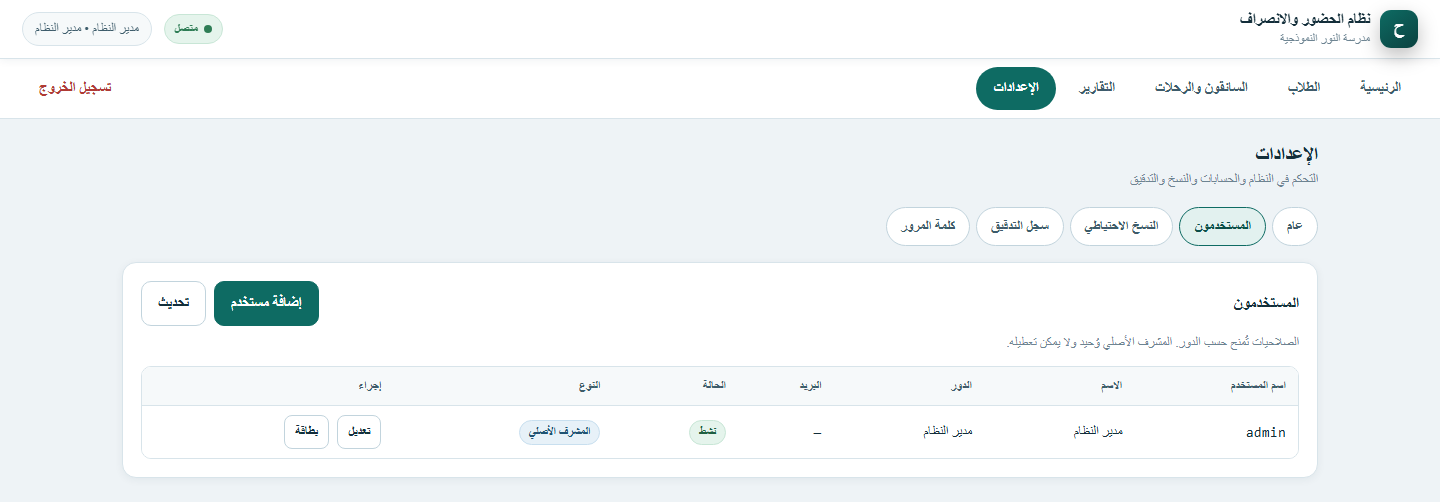 ح
نظام الحضور والانصراف
مدرسة النور النموذجية
متصل
مدير النظام • مدير النظام
الرئيسية الطلاب السائقون والرحلات التقارير الإعدادات تسجيل الخروج
الإعدادات
التحكم في النظام والحسابات والنسخ والتدقيق
عام المستخدمون النسخ الاحتياطي سجل التدقيق كلمة المرور
المستخدمون
إضافة مستخدم تحديث
الصلاحيات تُمنح حسب الدور. المشرف الأصلي وُحيد ولا يمكن تعطيله.
اسم المستخدم الاسم الدور البريد الحالة النوع إجراء
admin مدير النظام مدير النظام — نشط المشرف الأصلي تعديل بطاقة